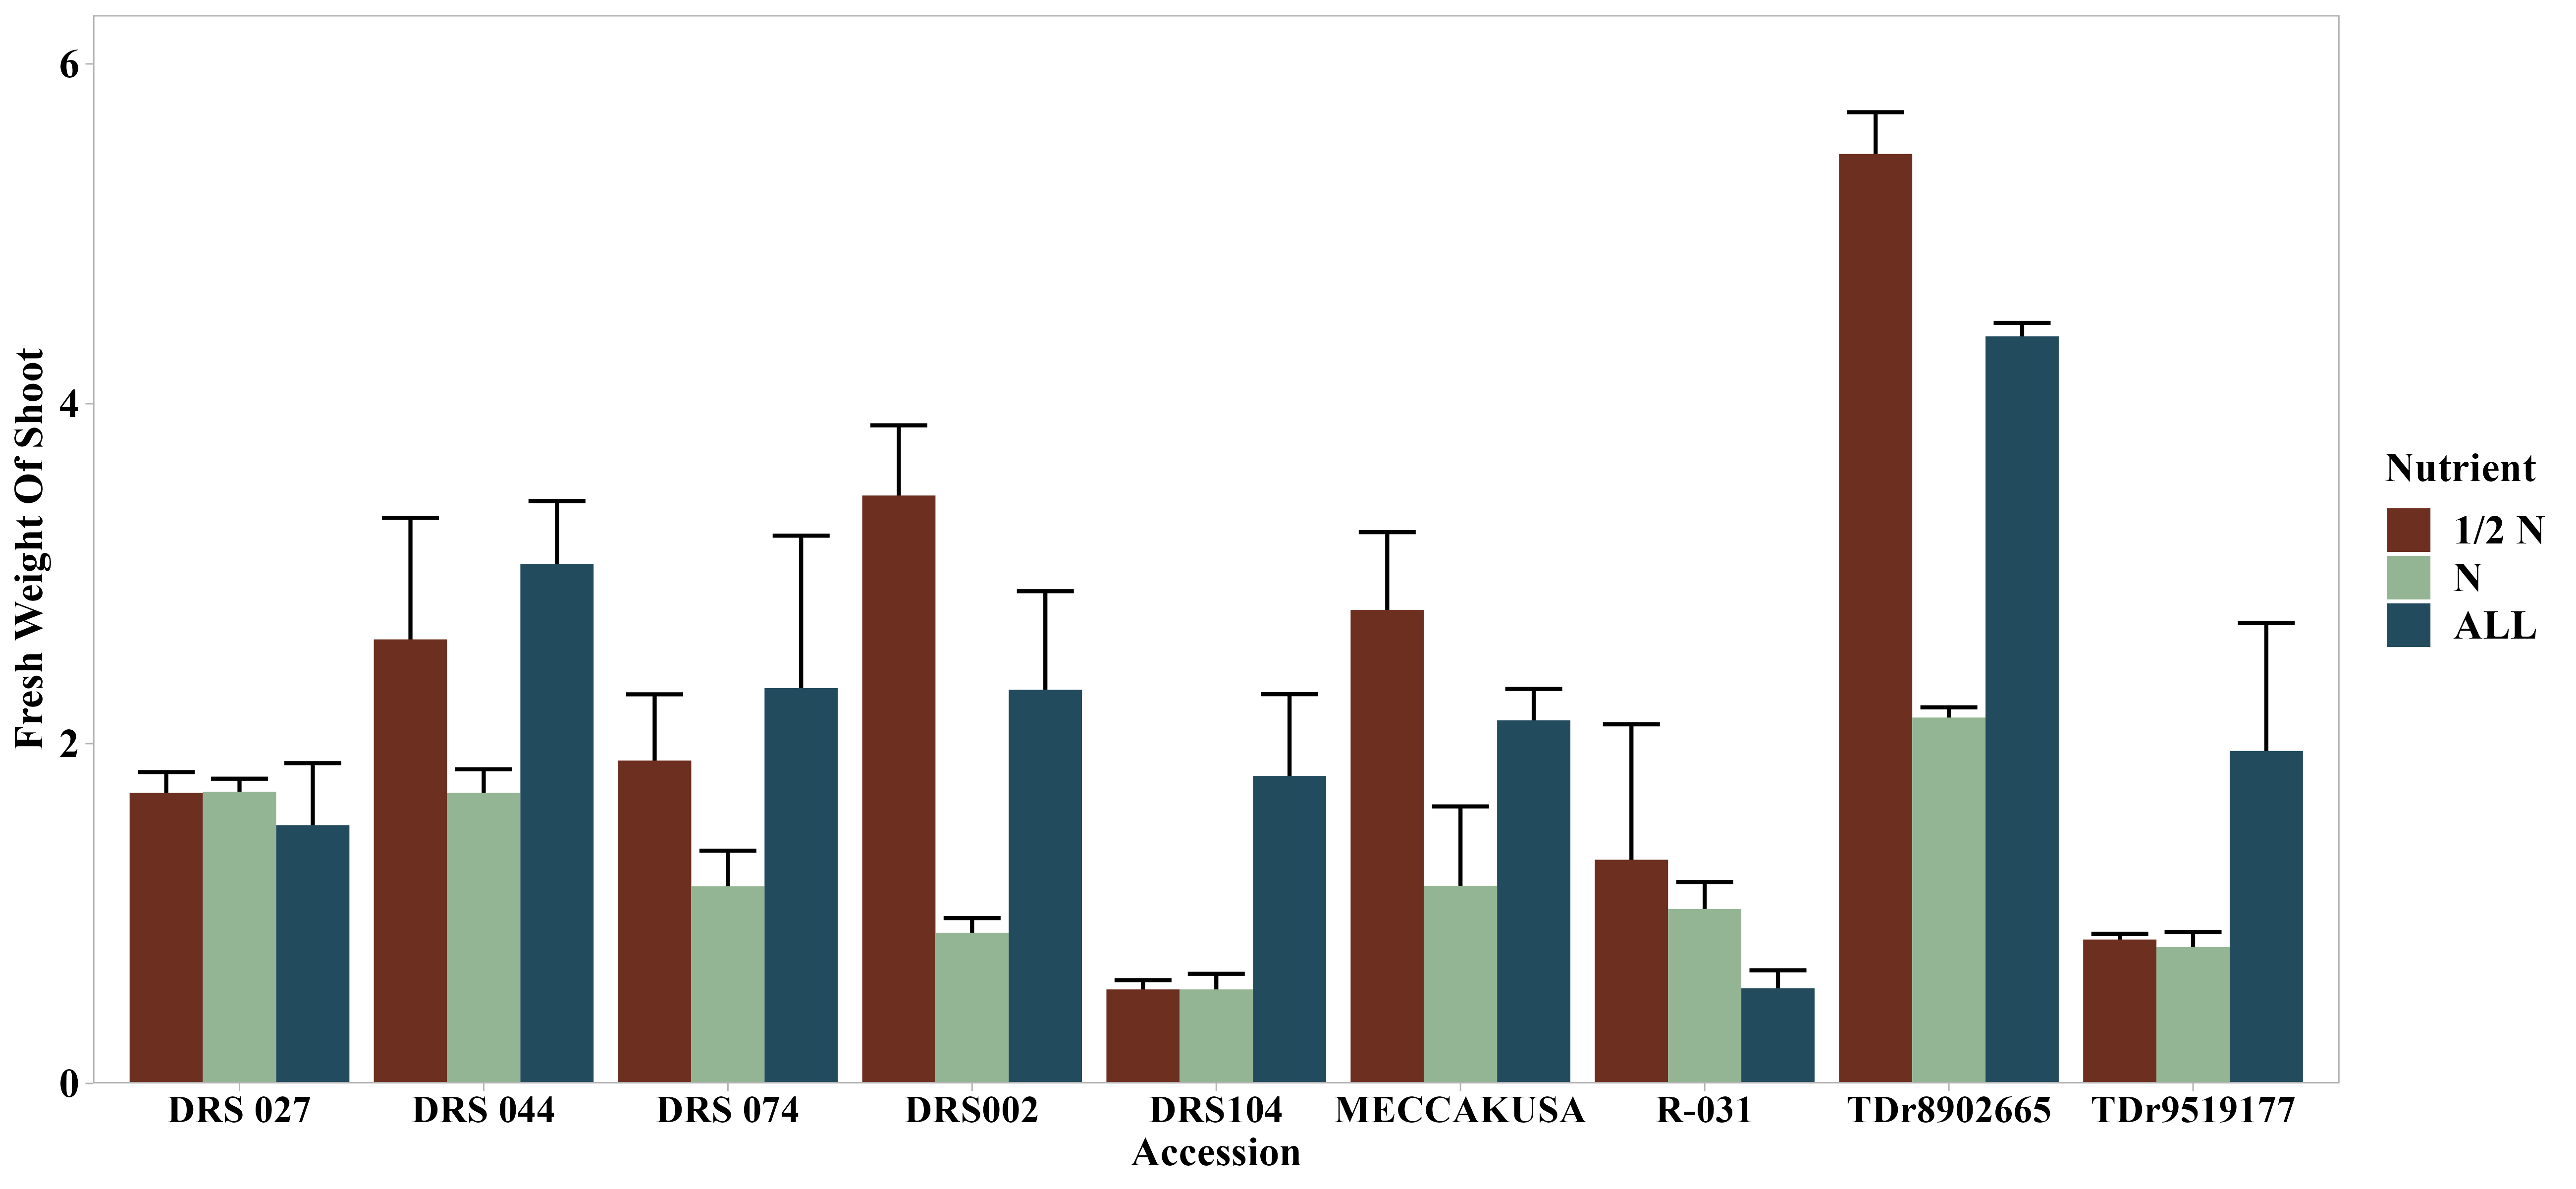 6
4
2
0
Fresh Weight Of Shoot
DRS 027 DRS 044 DRS 074 DRS002 DRS104 MECCAKUSA R-031 TDr8902665 TDr9519177
Accession
Nutrient
1/2 N
N
ALL